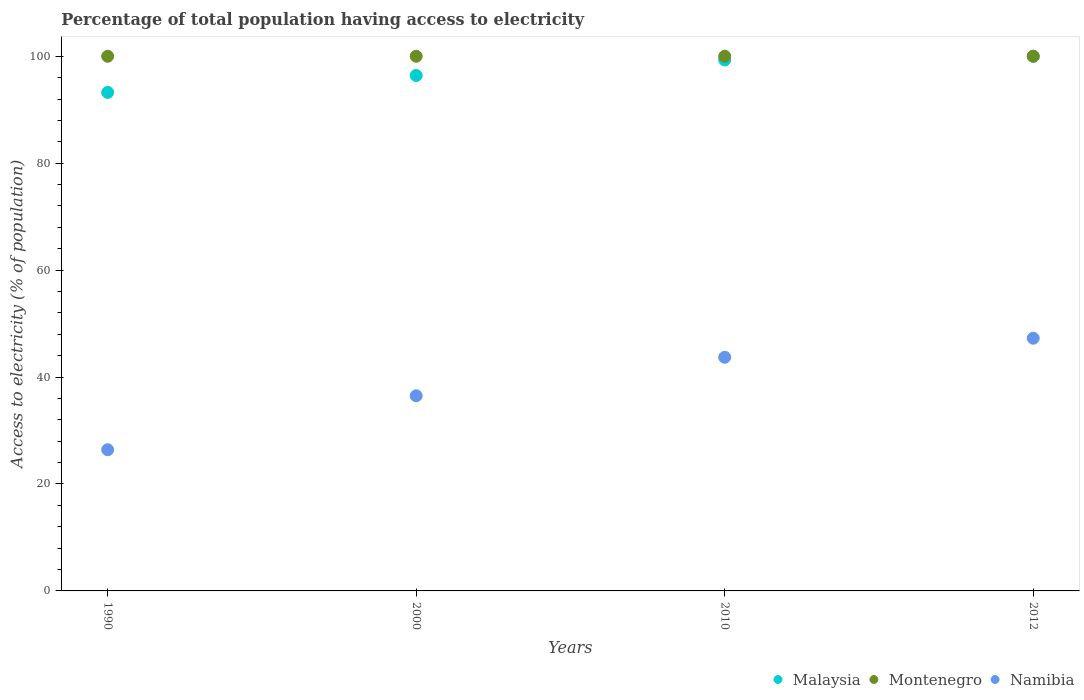 Percentage of total population having access to electricity
Access to electricity (% of population)
100
80
60
40
20
0
1990
2000
2010
2012
Years
Malaysia
Montenegro
Namibia